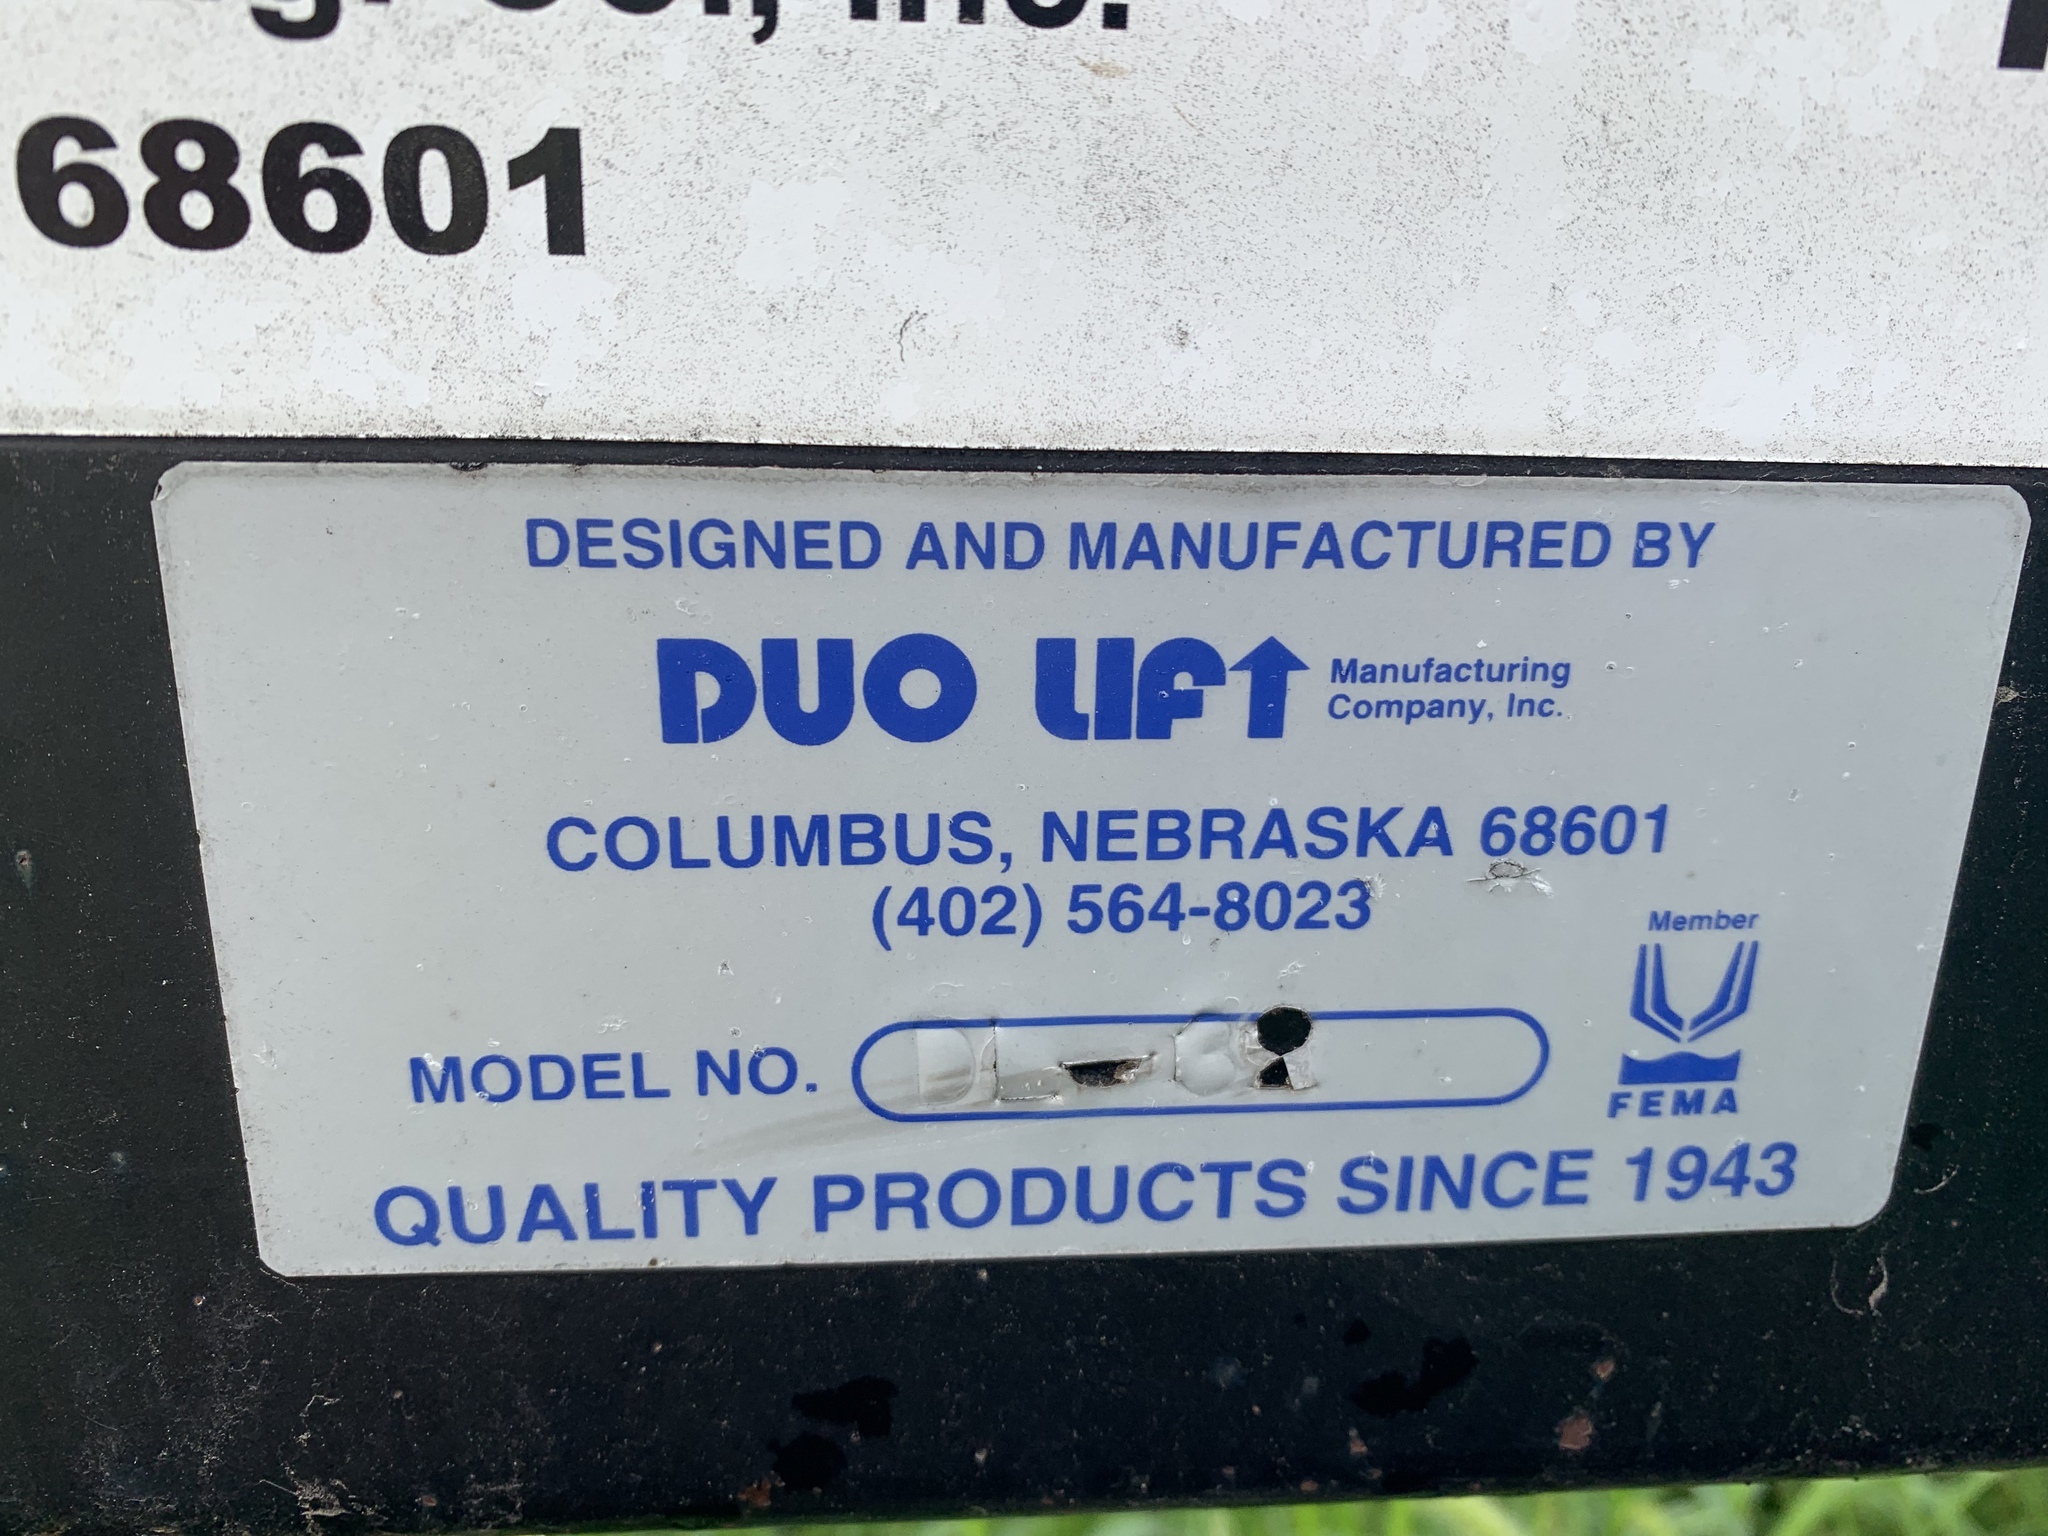 Inc.
68601
DESIGNED AND MANUFACTURED BY
DUO LIFT Manufacturing
Company, Inc.
COLUMBUS, NEBRASKA 68601
(402) 564-8023
Member
FEMA
MODEL NO.
QUALITY PRODUCTS SINCE 1943